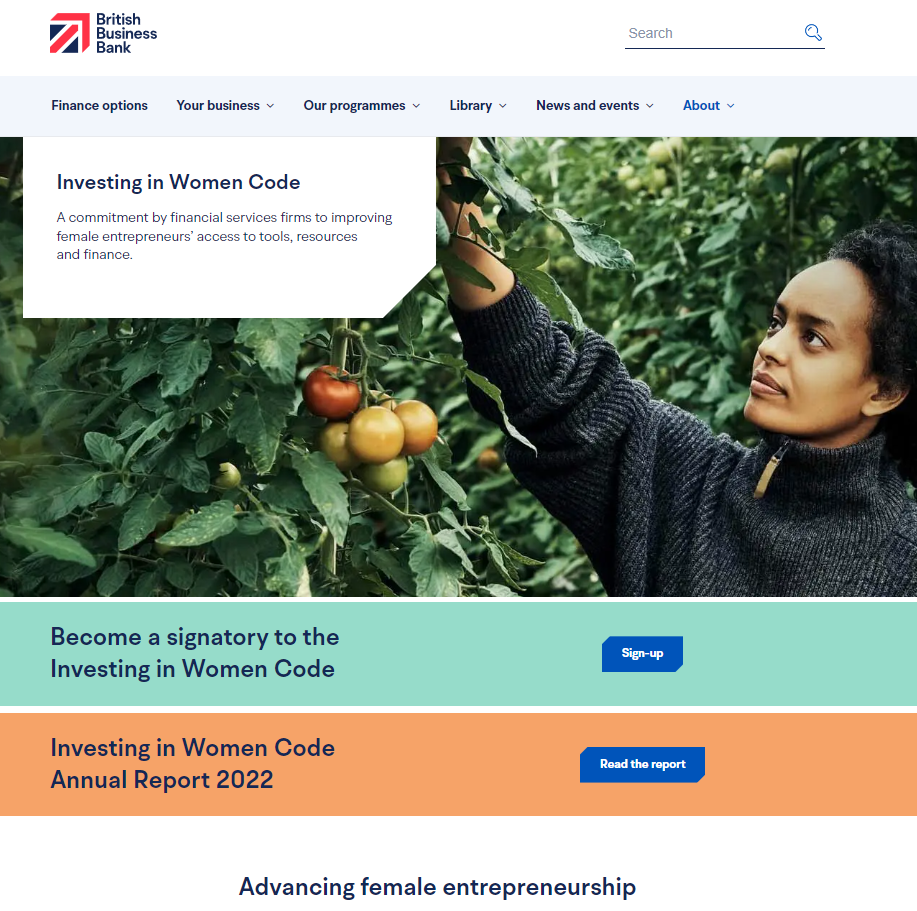 British
Business
Bank
Search
Finance options Your business Our programmes Library News and events About
Investing in Women Code
A commitment by financial services firms to improving
female entrepreneurs’ access to tools, resources
and finance.
Become a signatory to the
Investing in Women Code
Sign-up
Investing in Women Code
Annual Report 2022
Read the report
Advancing female entrepreneurship